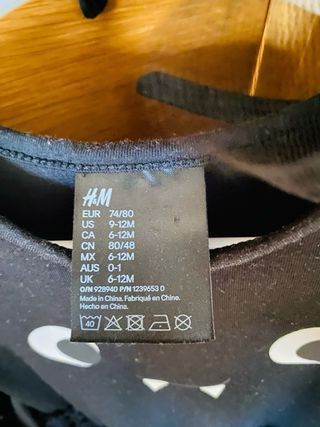 H&M
EUR 74/80
US 9-12M
CA 6-12M
CN 80/48
MX 6-12M
AUS 0-1
UK 6-12M
O/N 928940 P/N 1239653 0
Made in China. Fabriqué en Chine.
Hecho en China.
40